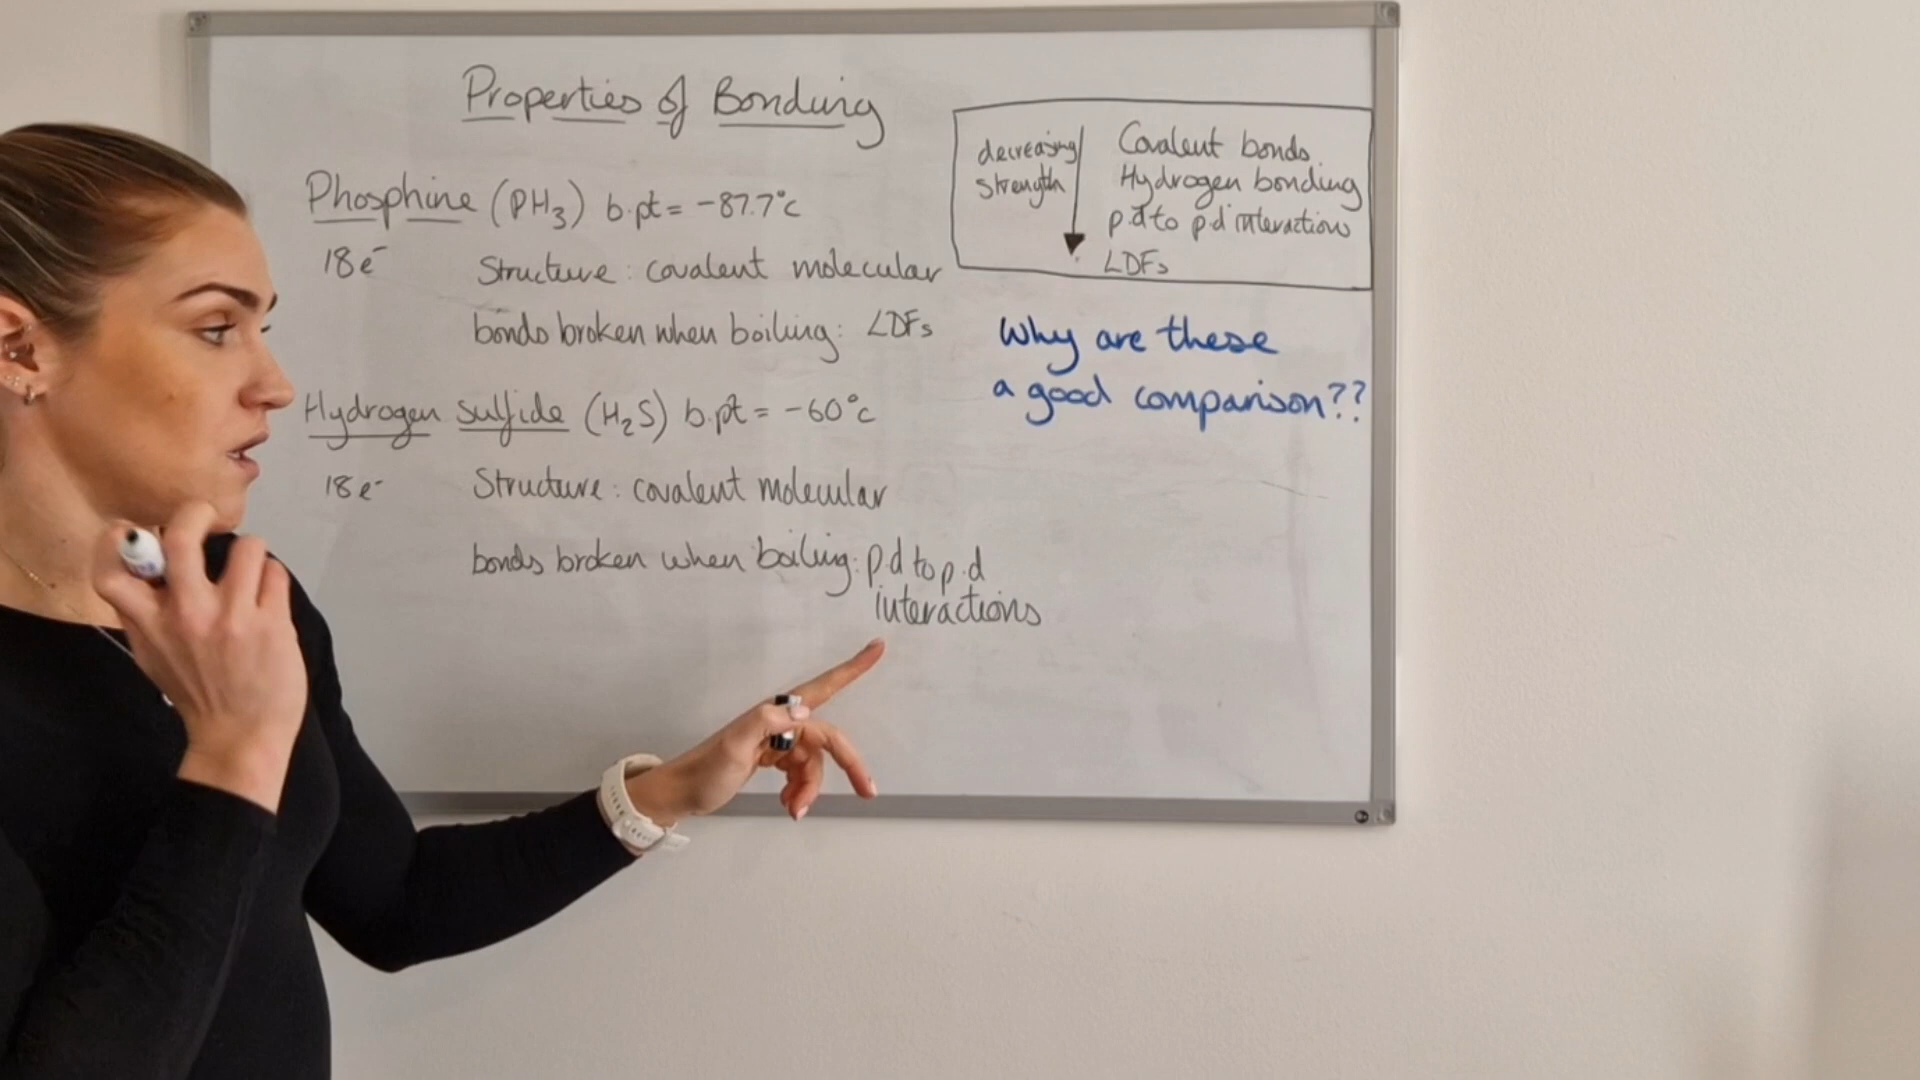 Properties of Bonding
Phosphine (PH₃) b.pt = -87.7°c
18e⁻ Structure: covalent molecular
bonds broken when boiling: LDFs
Hydrogen sulfide (H₂S) b.pt = -60°c
18e⁻ Structure: covalent molecular
bonds broken when boiling: p.d to p.d
interactions
decreasing
strength
Covalent bonds.
Hydrogen bonding
p.d to p.d interactions
LDFs
Why are these
a good comparison??